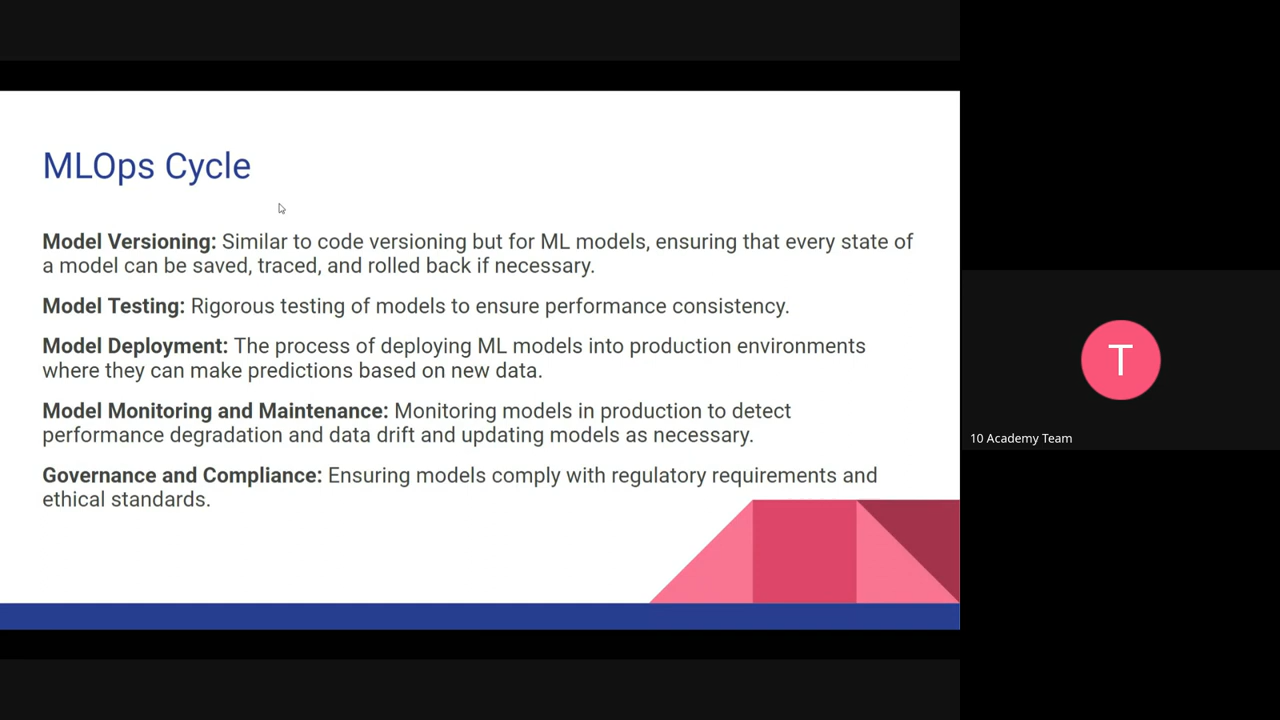 MLOps Cycle
Model Versioning: Similar to code versioning but for ML models, ensuring that every state of
a model can be saved, traced, and rolled back if necessary.
Model Testing: Rigorous testing of models to ensure performance consistency.
Model Deployment: The process of deploying ML models into production environments
where they can make predictions based on new data.
Model Monitoring and Maintenance: Monitoring models in production to detect
performance degradation and data drift and updating models as necessary.
Governance and Compliance: Ensuring models comply with regulatory requirements and
ethical standards.
T
10 Academy Team